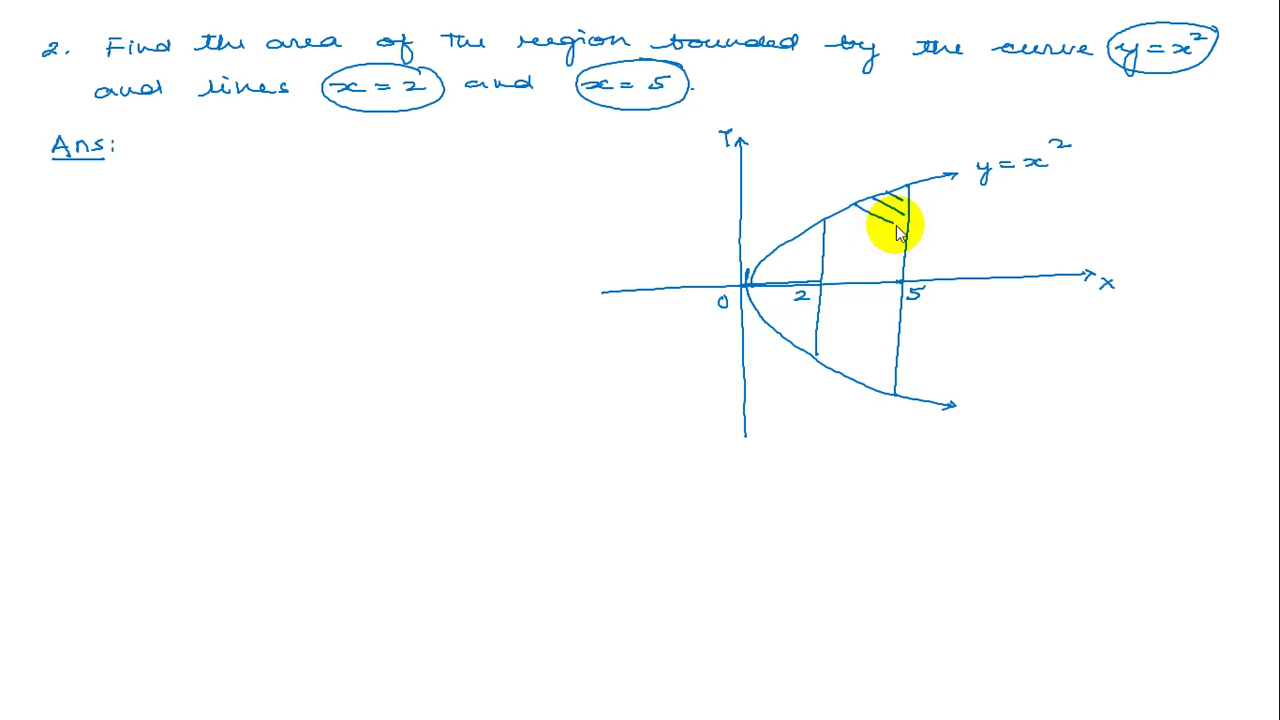 2. Find the area of the region bounded by the curve y = x²
and lines x = 2 and x = 5.
Ans:
Y
y = x²
0 2 5 X